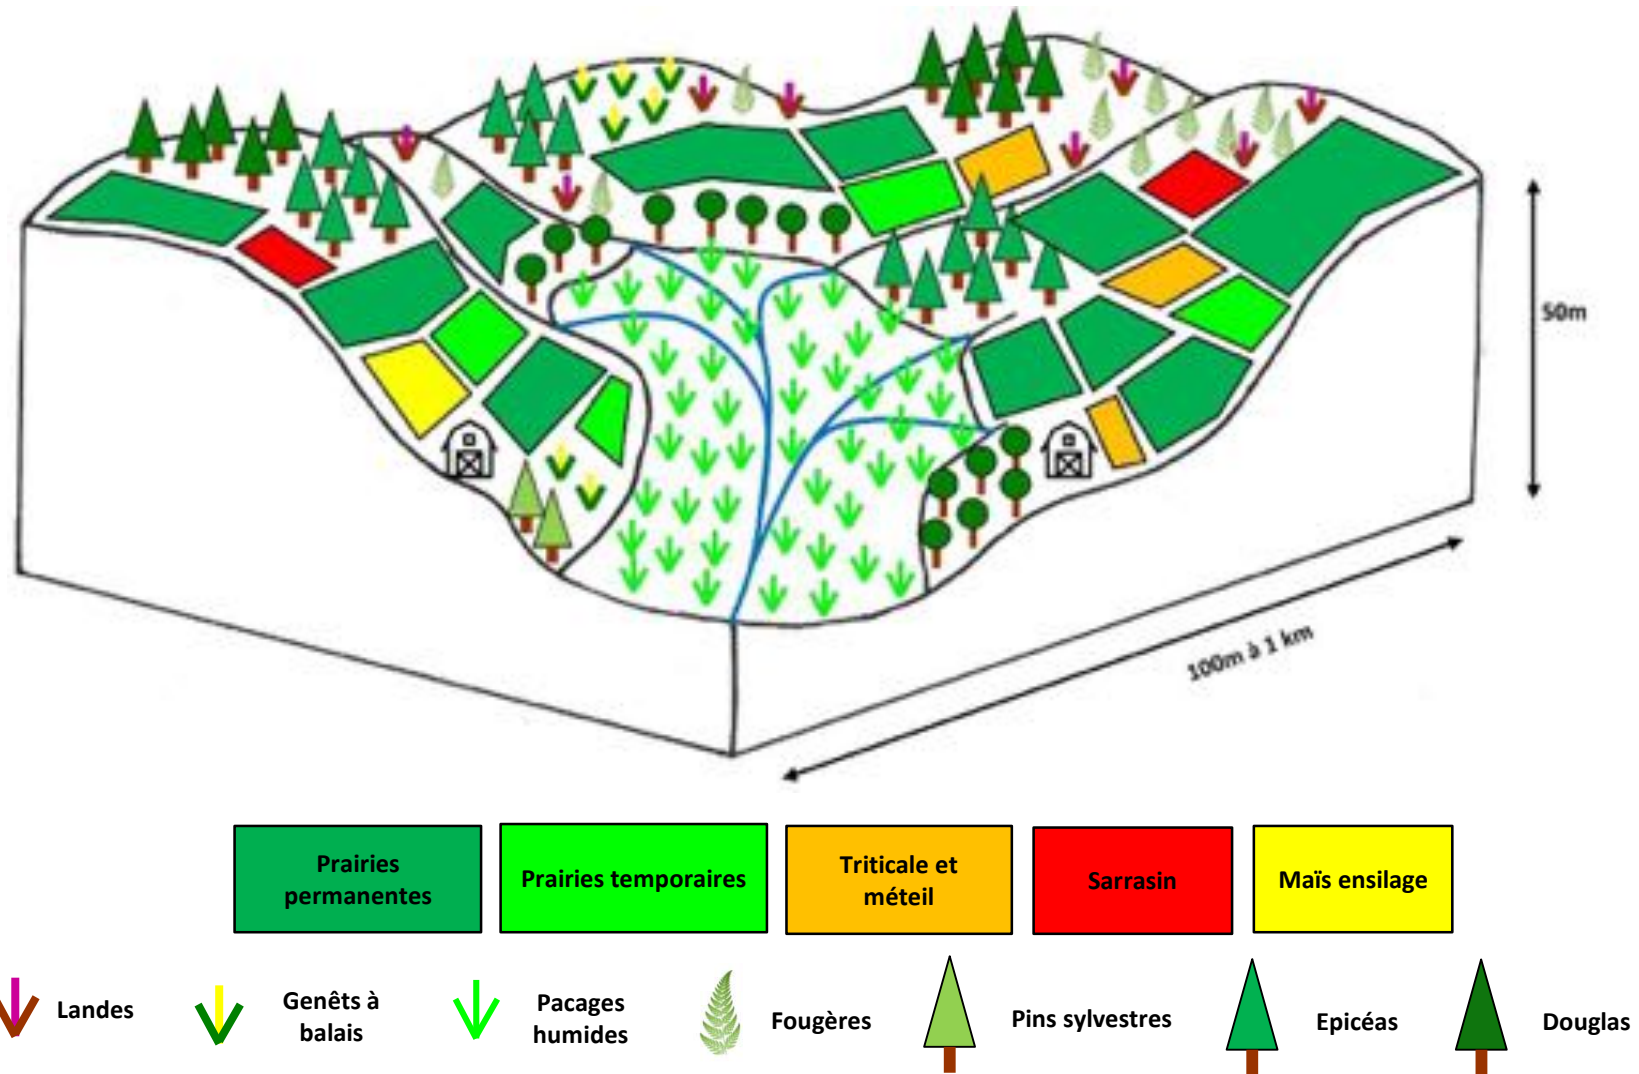 50m
100m à 1 km
Prairies
permanentes
Prairies temporaires
Triticale et
méteil
Sarrasin
Maïs ensilage
Landes
Genêts à
balais
Pacages
humides
Fougères
Pins sylvestres
Epicéas
Douglas